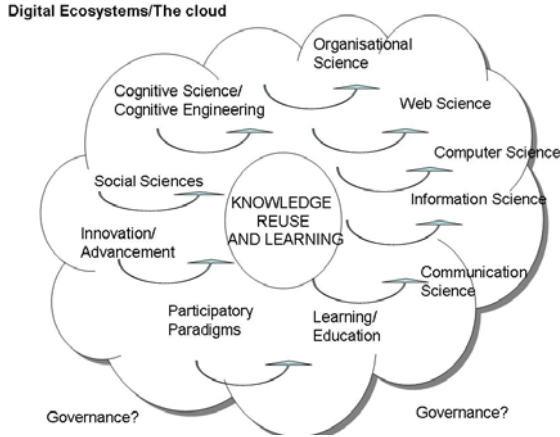 Digital Ecosystems/The cloud
Organisational
Science
Cognitive Science/
Cognitive Engineering
Web Science
Computer Science
Social Sciences
Information Science
KNOWLEDGE
REUSE
AND LEARNING
Innovation/
Advancement
Communication
Science
Participatory
Paradigms
Learning/
Education
Governance?
Governance?